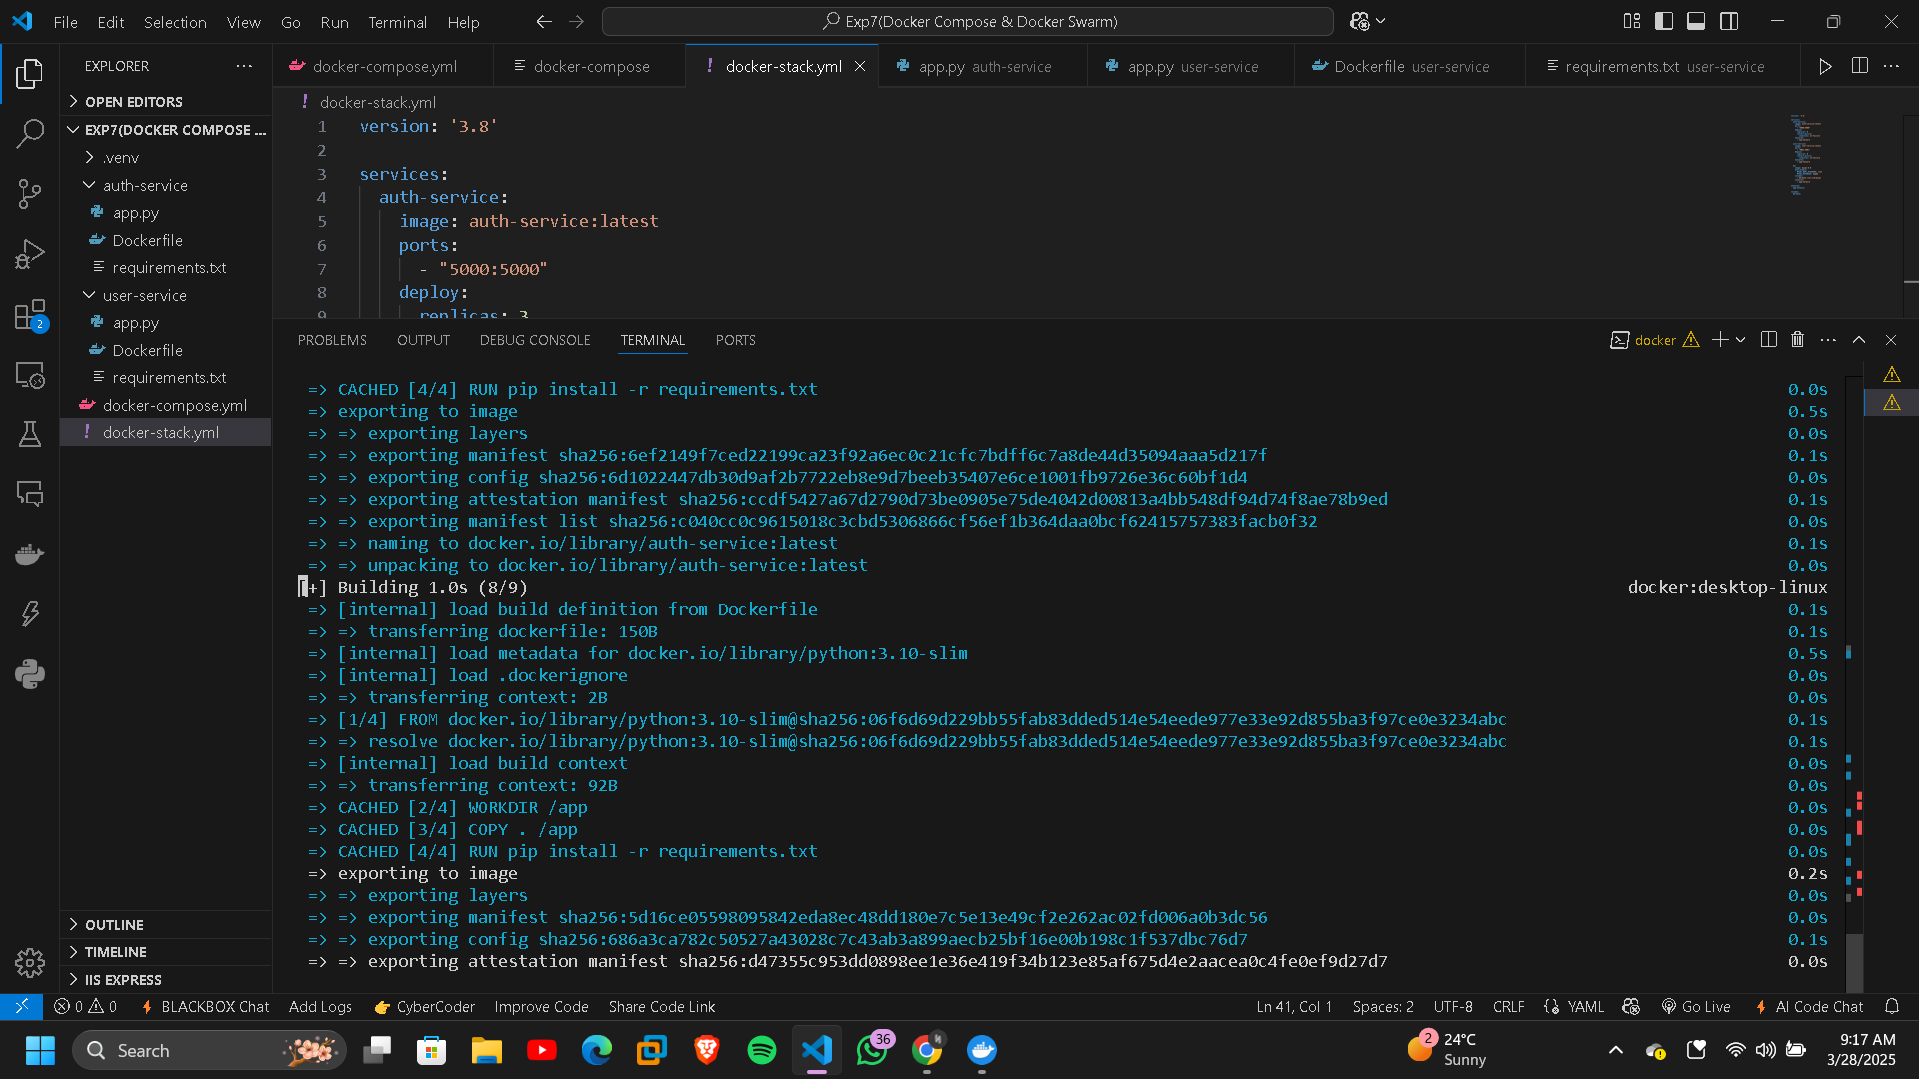 File Edit Selection View Go Run Terminal Help
Exp7(Docker Compose & Docker Swarm)
EXPLORER
docker-compose.yml
docker-compose
docker-stack.yml
app.py auth-service
app.py user-service
Dockerfile user-service
requirements.txt user-service
OPEN EDITORS
EXP7(DOCKER COMPOSE ...
.venv
auth-service
app.py
Dockerfile
requirements.txt
user-service
app.py
Dockerfile
requirements.txt
docker-compose.yml
docker-stack.yml
OUTLINE
TIMELINE
IIS EXPRESS
2
docker-stack.yml
1 version: '3.8'
2
3 services:
4 auth-service:
5 image: auth-service:latest
6 ports:
7 - "5000:5000"
8 deploy:
9 replicas: 3
PROBLEMS OUTPUT DEBUG CONSOLE TERMINAL PORTS
docker
=> CACHED [4/4] RUN pip install -r requirements.txt 0.0s
=> exporting to image 0.5s
=> => exporting layers 0.0s
=> => exporting manifest sha256:6ef2149f7ced22199ca23f92a6ec0c21cfc7bdff6c7a8de44d35094aaa5d217f 0.1s
=> => exporting config sha256:6d1022447db30d9af2b7722eb8e9d7beeb35407e6ce1001fb9726e36c60bf1d4 0.0s
=> => exporting attestation manifest sha256:ccdf5427a67d2790d73be0905e75de4042d00813a4bb548df94d74f8ae78b9ed 0.1s
=> => exporting manifest list sha256:c040cc0c9615018c3cbd5306866cf56ef1b364daa0bcf62415757383facb0f32 0.0s
=> => naming to docker.io/library/auth-service:latest 0.1s
=> => unpacking to docker.io/library/auth-service:latest 0.0s
[+] Building 1.0s (8/9) docker:desktop-linux
=> [internal] load build definition from Dockerfile 0.1s
=> => transferring dockerfile: 150B 0.1s
=> [internal] load metadata for docker.io/library/python:3.10-slim 0.5s
=> [internal] load .dockerignore 0.0s
=> => transferring context: 2B 0.0s
=> [1/4] FROM docker.io/library/python:3.10-slim@sha256:06f6d69d229bb55fab83dded514e54eede977e33e92d855ba3f97ce0e3234abc 0.1s
=> => resolve docker.io/library/python:3.10-slim@sha256:06f6d69d229bb55fab83dded514e54eede977e33e92d855ba3f97ce0e3234abc 0.1s
=> [internal] load build context 0.0s
=> => transferring context: 92B 0.0s
=> CACHED [2/4] WORKDIR /app 0.0s
=> CACHED [3/4] COPY . /app 0.0s
=> CACHED [4/4] RUN pip install -r requirements.txt 0.0s
=> exporting to image 0.2s
=> => exporting layers 0.0s
=> => exporting manifest sha256:5d16ce05598095842eda8ec48dd180e7c5e13e49cf2e262ac02fd006a0b3dc56 0.0s
=> => exporting config sha256:686a3ca782c50527a43028c7c43ab3a899aecb25bf16e00b198c1f537dbc76d7 0.1s
=> => exporting attestation manifest sha256:d47355c953dd0898ee1e36e419f34b123e85af675d4e2aacea0c4fe0ef9d27d7 0.0s
0 0 BLACKBOX Chat Add Logs CyberCoder Improve Code Share Code Link Ln 41, Col 1 Spaces: 2 UTF-8 CRLF YAML Go Live AI Code Chat
Search
36
2
24°C
Sunny
9:17 AM
3/28/2025